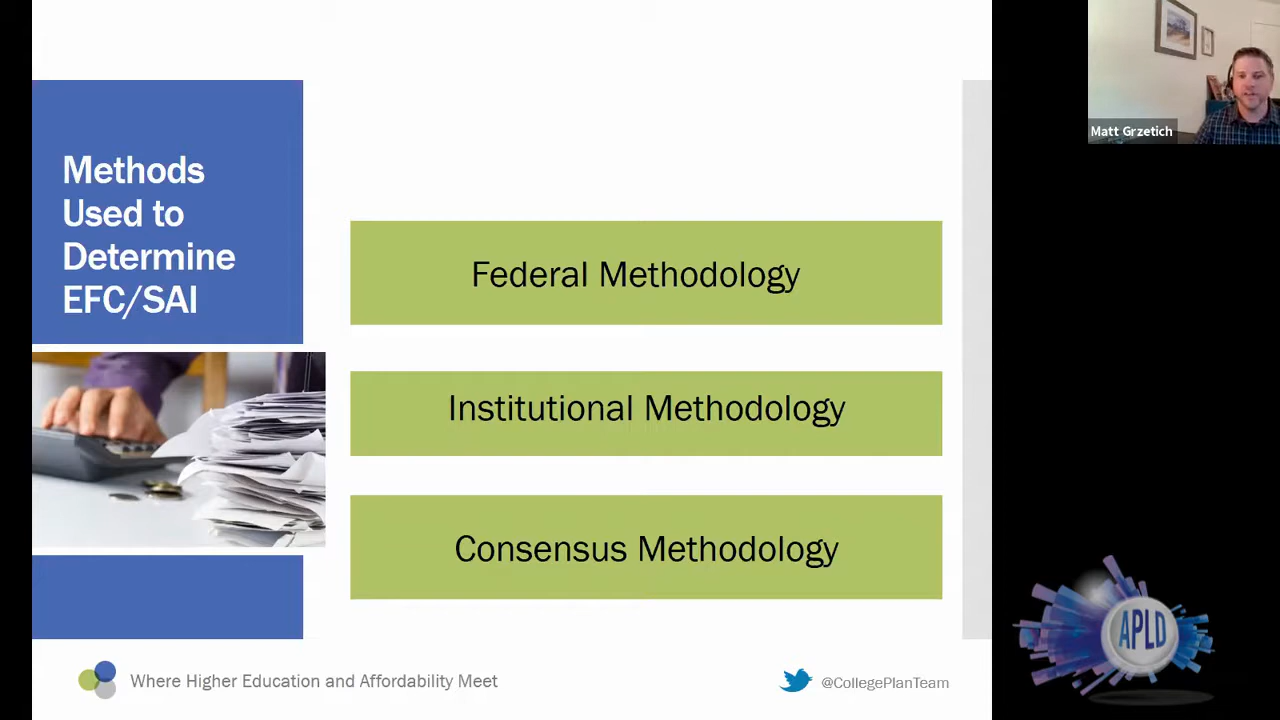 Methods
Used to
Determine
EFC/SAI
Federal Methodology
Institutional Methodology
Consensus Methodology
Where Higher Education and Affordability Meet
@CollegePlanTeam
Matt Grzetich
APLD